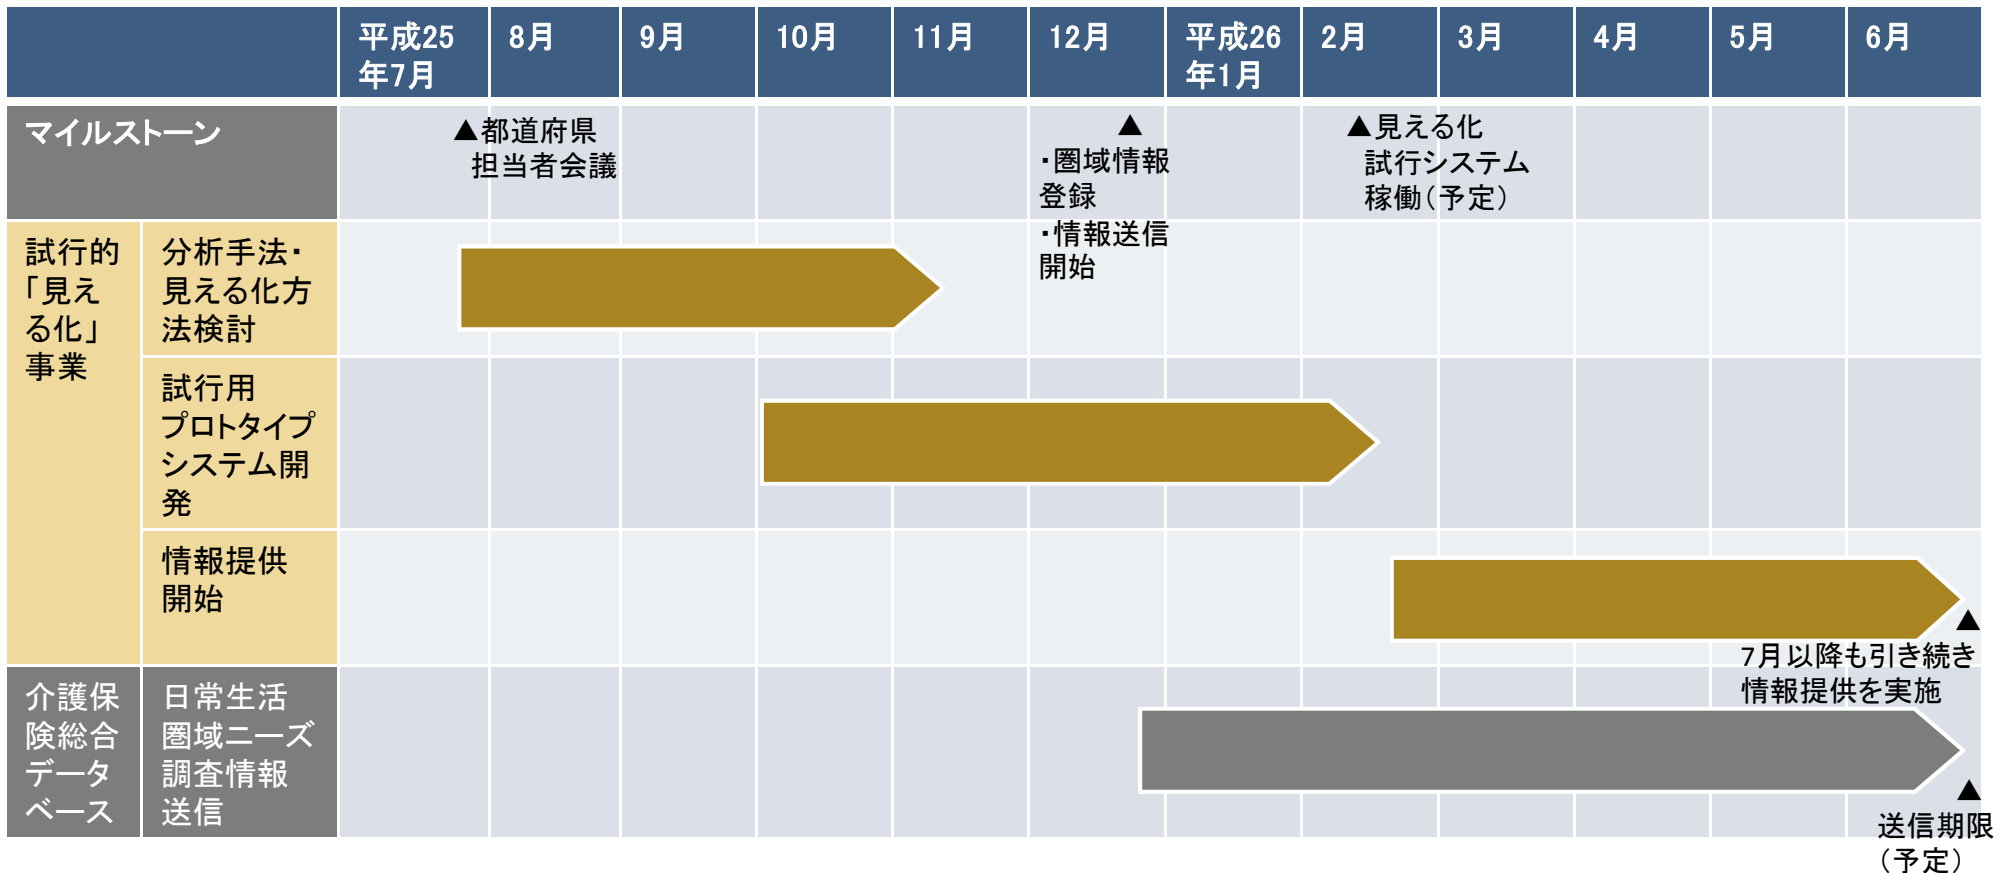 平成25
年7月
8月
9月
10月
11月
12月
平成26
年1月
2月
3月
4月
5月
6月
マイルストーン
▲都道府県
担当者会議
▲
・圏域情報
登録
・情報送信
開始
▲見える化
試行システム
稼働（予定）
試行的
「見え
る化」
事業
分析手法・
見える化方
法検討
試行用
プロトタイプ
システム開
発
情報提供
開始
▲
7月以降も引き続き
情報提供を実施
介護保
険総合
データ
ベース
日常生活
圏域ニーズ
調査情報
送信
▲
送信期限
（予定）